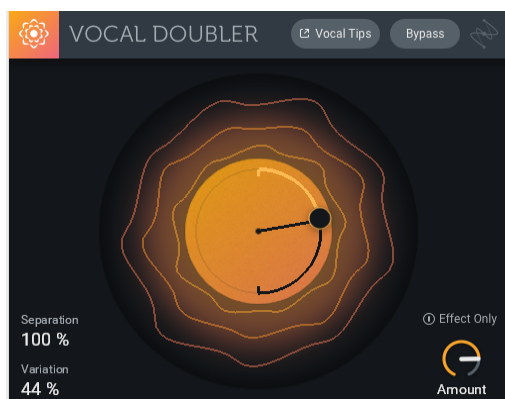 VOCAL DOUBLER
Vocal Tips
Bypass
Separation
100 %
Variation
44 %
Effect Only
Amount